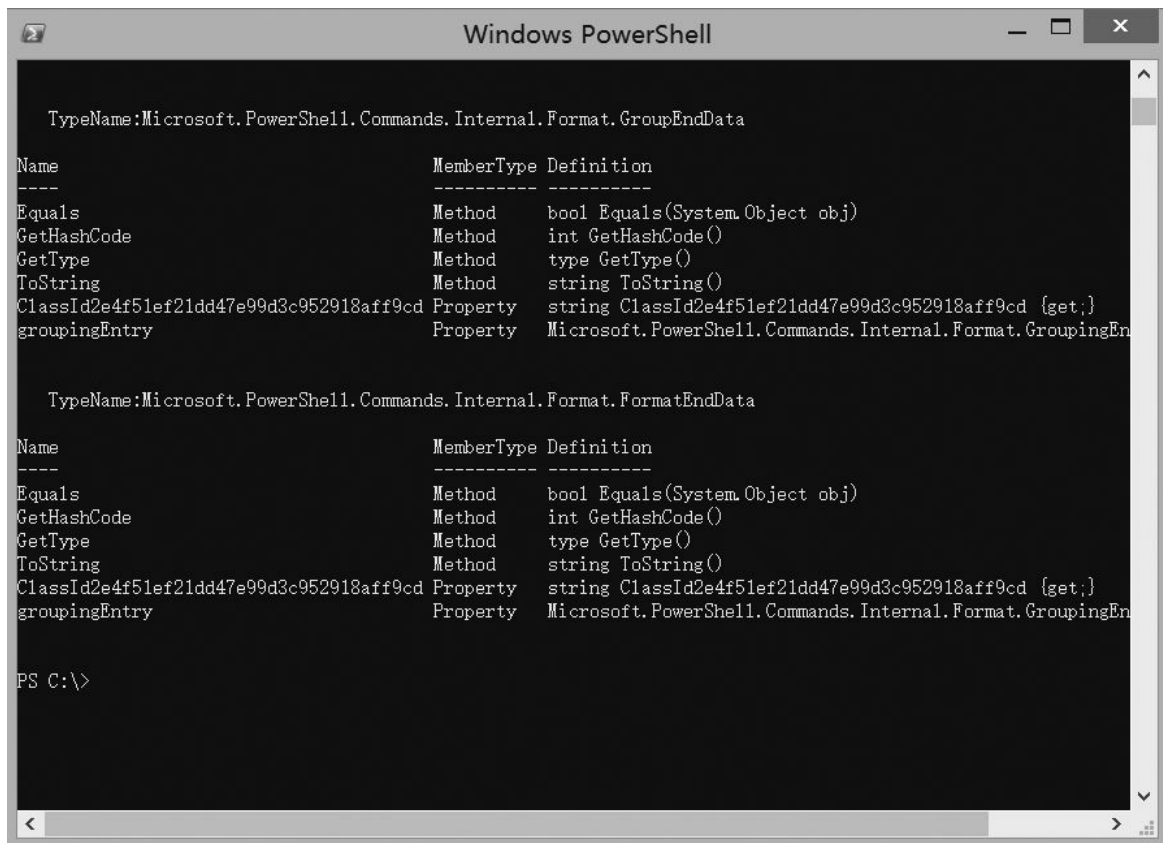 Windows PowerShell
TypeName:Microsoft.PowerShell.Commands.Internal.Format.GroupEndData
Name MemberType Definition
---- ---------- ----------
Equals Method bool Equals(System.Object obj)
GetHashCode Method int GetHashCode()
GetType Method type GetType()
ToString Method string ToString()
ClassId2e4f51ef21dd47e99d3c952918aff9cd Property string ClassId2e4f51ef21dd47e99d3c952918aff9cd {get;}
groupingEntry Property Microsoft.PowerShell.Commands.Internal.Format.GroupingEn
TypeName:Microsoft.PowerShell.Commands.Internal.Format.FormatEndData
Name MemberType Definition
---- ---------- ----------
Equals Method bool Equals(System.Object obj)
GetHashCode Method int GetHashCode()
GetType Method type GetType()
ToString Method string ToString()
ClassId2e4f51ef21dd47e99d3c952918aff9cd Property string ClassId2e4f51ef21dd47e99d3c952918aff9cd {get;}
groupingEntry Property Microsoft.PowerShell.Commands.Internal.Format.GroupingEn
PS C:\>